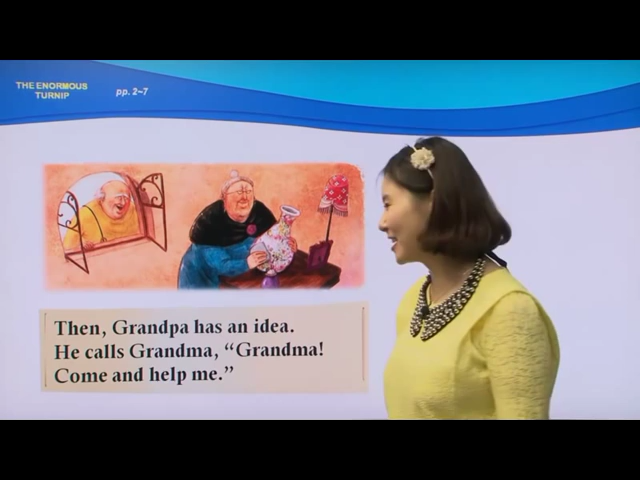 THE ENORMOUS
TURNIP
pp. 2~7
Then, Grandpa has an idea.
He calls Grandma, “Grandma!
Come and help me.”